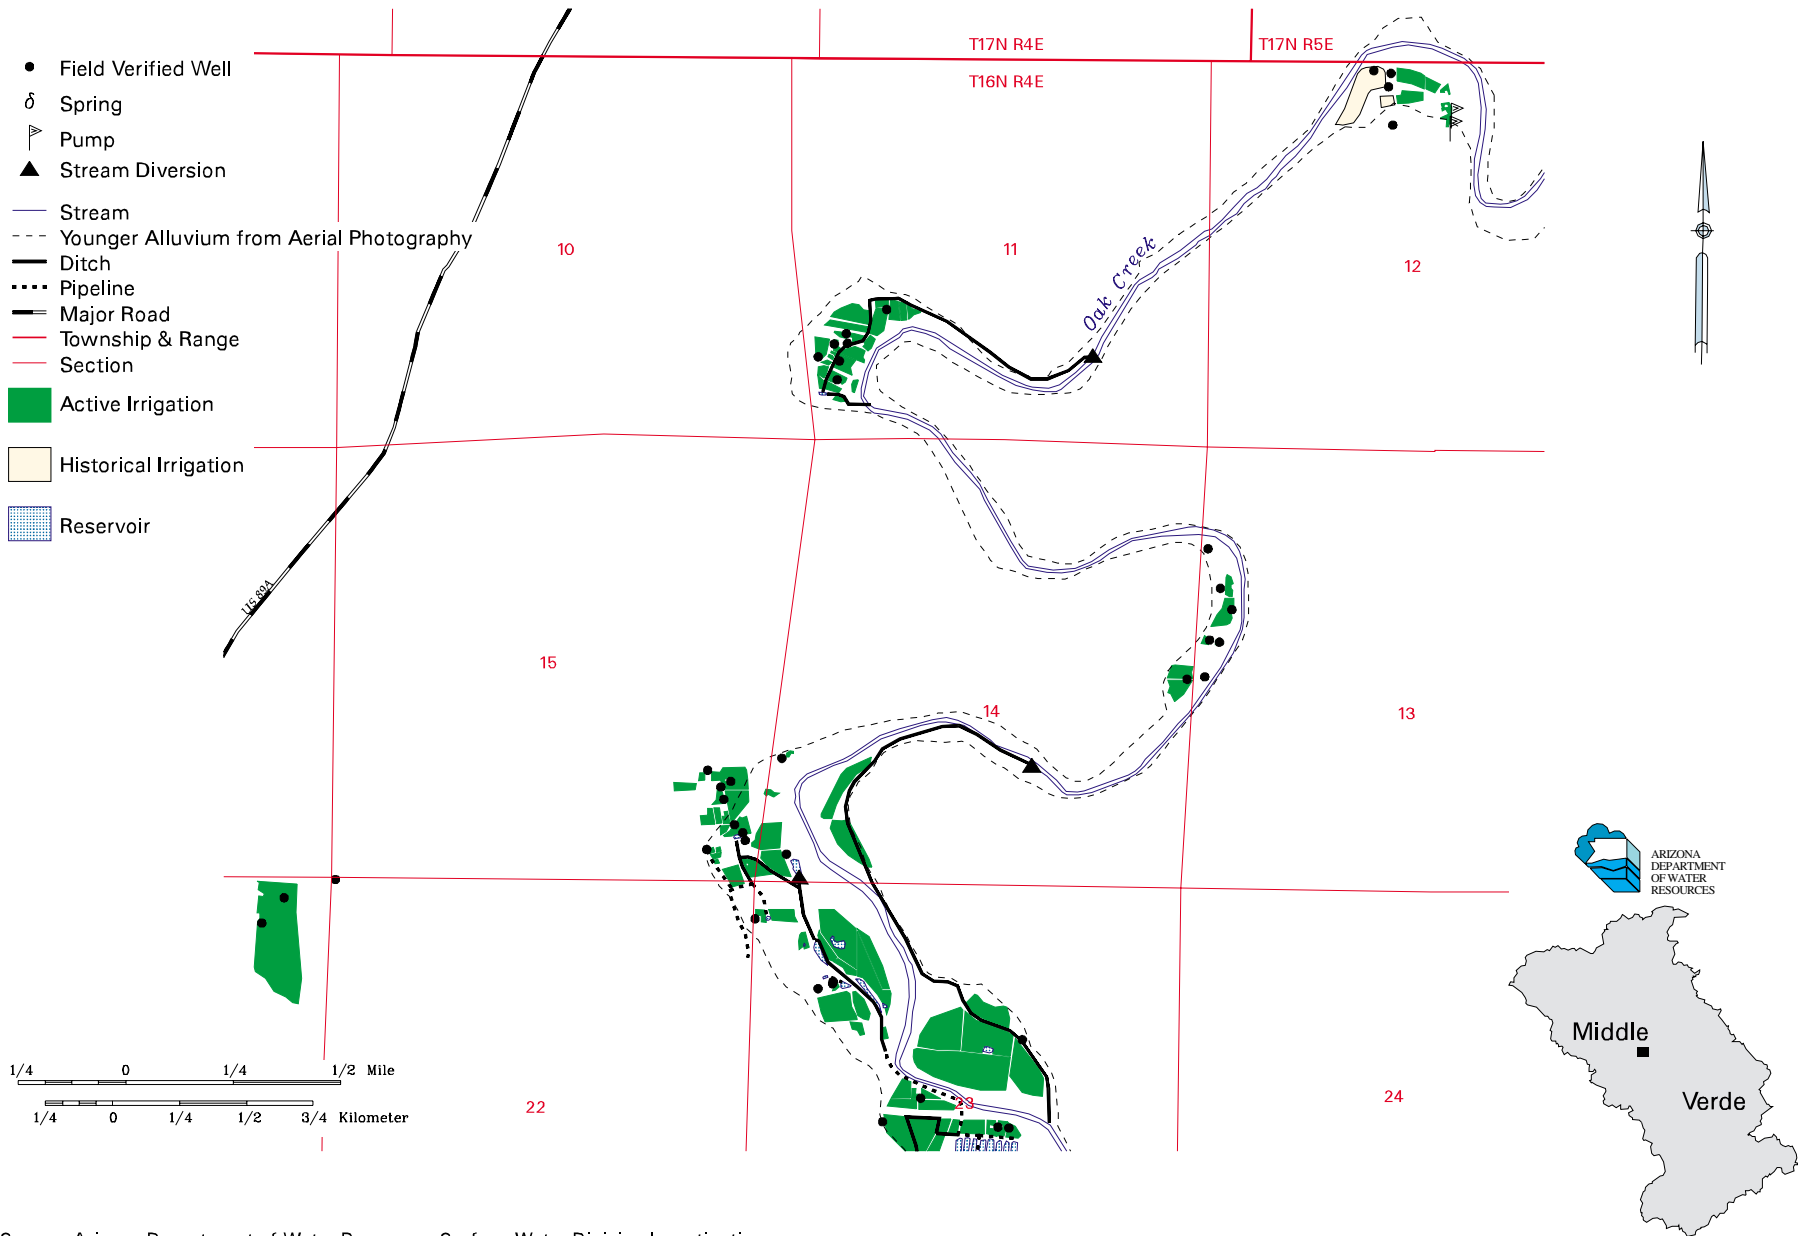 T17N R4E
T17N R5E
T16N R4E
Field Verified Well
Spring
Pump
Stream Diversion
Stream
Younger Alluvium from Aerial Photography
Ditch
Pipeline
Major Road
Township & Range
Section
Active Irrigation
Historical Irrigation
Reservoir
10
11
12
Oak Creek
US 89A
15
14
13
ARIZONA
DEPARTMENT
OF WATER
RESOURCES
Middle
Verde
22
23
24
1/4 0 1/4 1/2 Mile
1/4 0 1/4 1/2 3/4 Kilometer